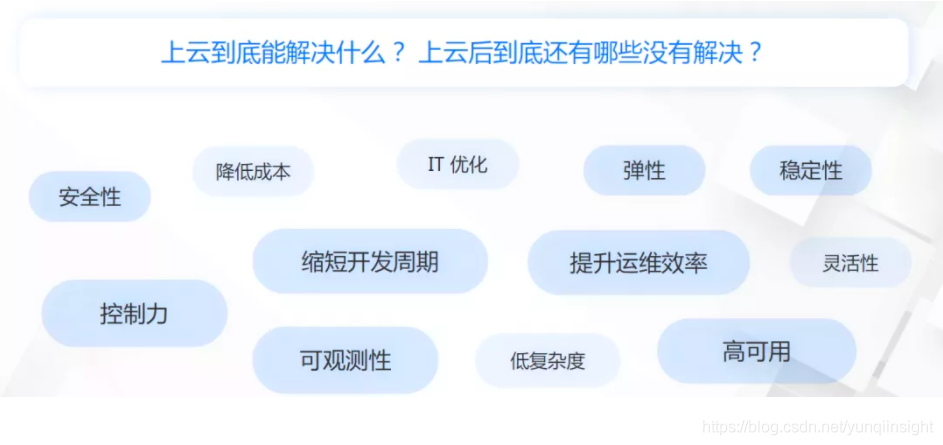 上云到底能解决什么？ 上云后到底还有哪些没有解决？
安全性
降低成本
IT 优化
弹性
稳定性
缩短开发周期
提升运维效率
灵活性
控制力
可观测性
低复杂度
高可用
https://blog.csdn.net/yunqiinsight